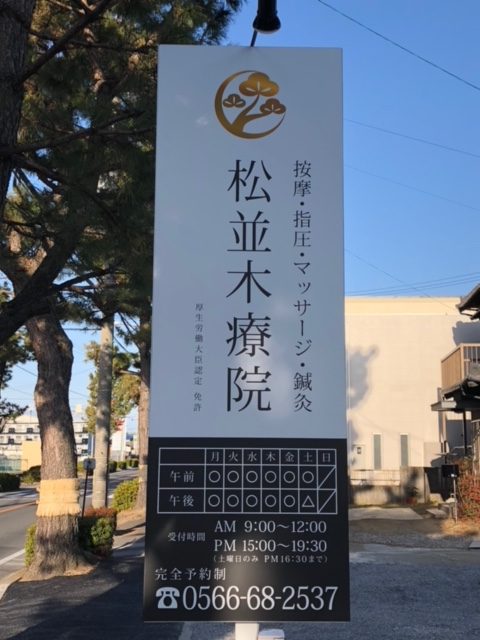 按摩・指圧・マッサージ・鍼灸
松並木療院
厚生労働大臣認定 免許
月 火 水 木 金 土 日
午前 ○ ○ ○ ○ ○ ○ ╱
午後 ○ ○ ○ ○ ○ △ ╱
受付時間
AM 9:00～12:00
PM 15:00～19:30
(土曜日のみ PM16:30まで)
完全予約制
☎0566-68-2537